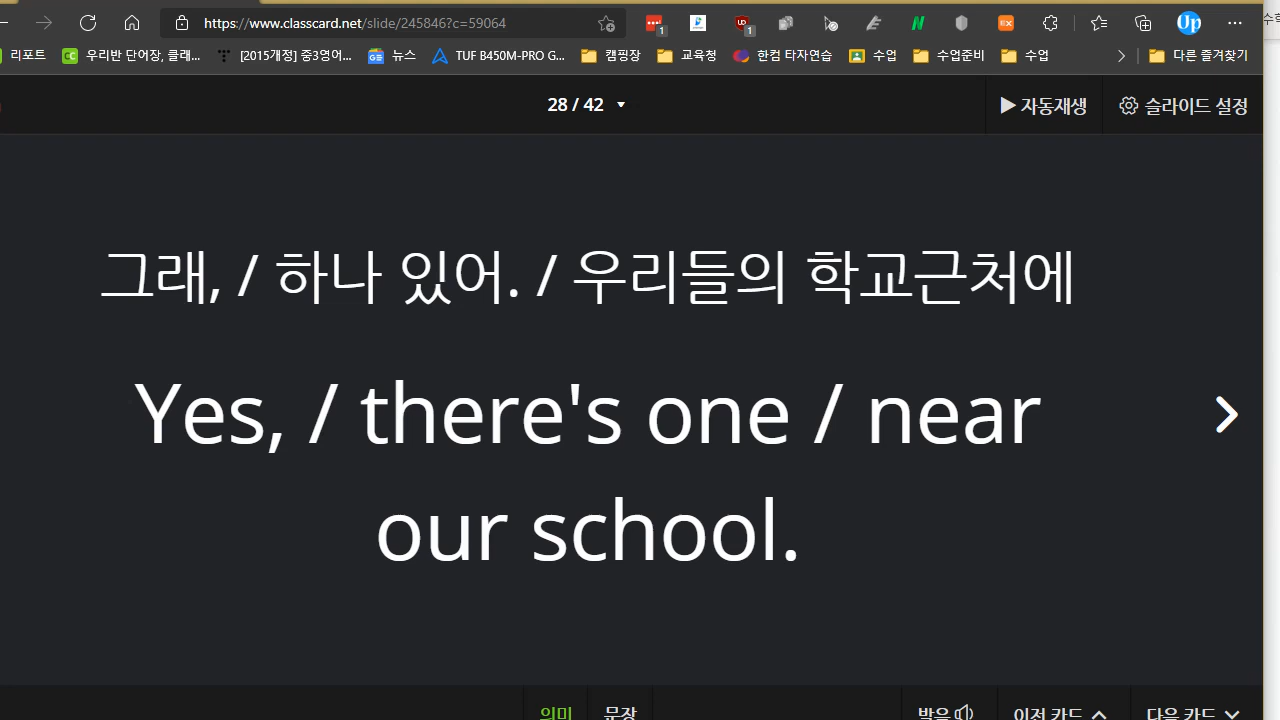 https://www.classcard.net/slide/245846?c=59064
리포트 우리반 단어장, 클래... [2015개정] 중3영어... 뉴스 TUF B450M-PRO G... 캠핑장 교육청 한컴 타자연습 수업 수업준비 수업 다른 즐겨찾기
28 / 42 자동재생 슬라이드 설정
그래, / 하나 있어. / 우리들의 학교근처에
Yes, / there's one / near
our school.
의미 문장 발음 이전 카드 다음 카드